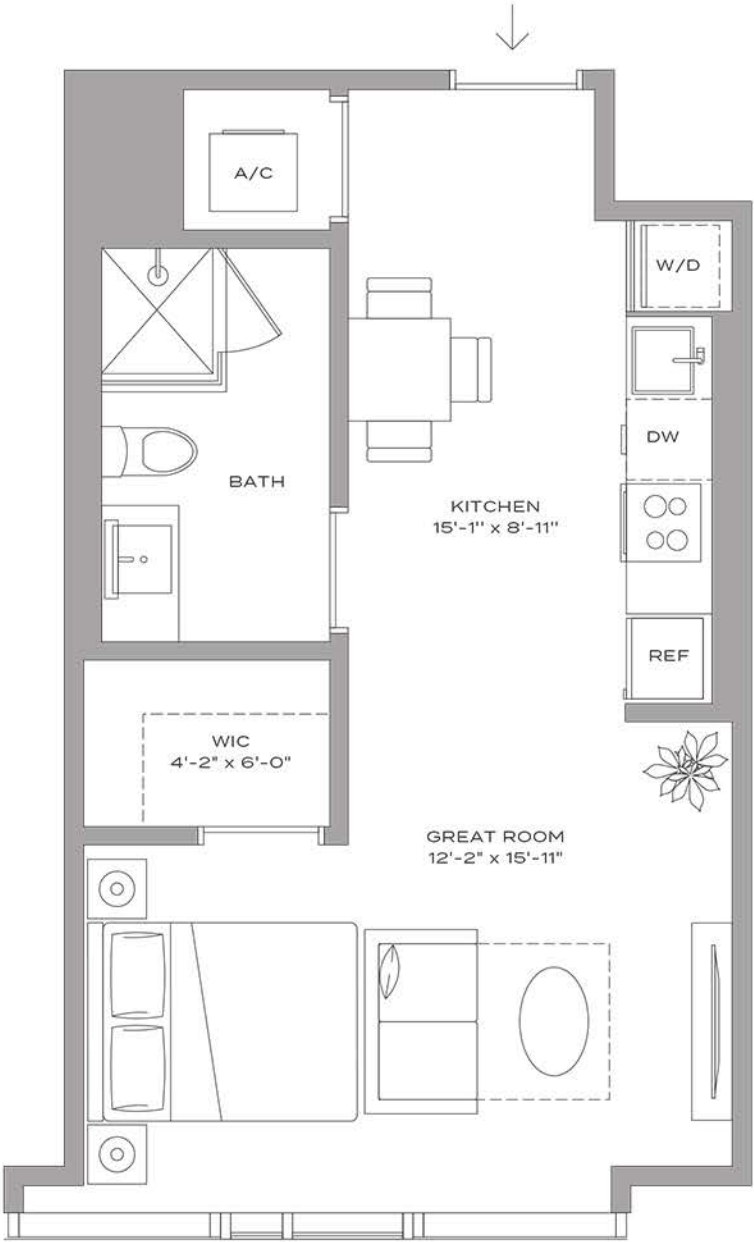 A/C
W/D
DW
BATH
KITCHEN
15'-1" x 8'-11"
REF
WIC
4'-2" x 6'-0"
GREAT ROOM
12'-2" x 15'-11"